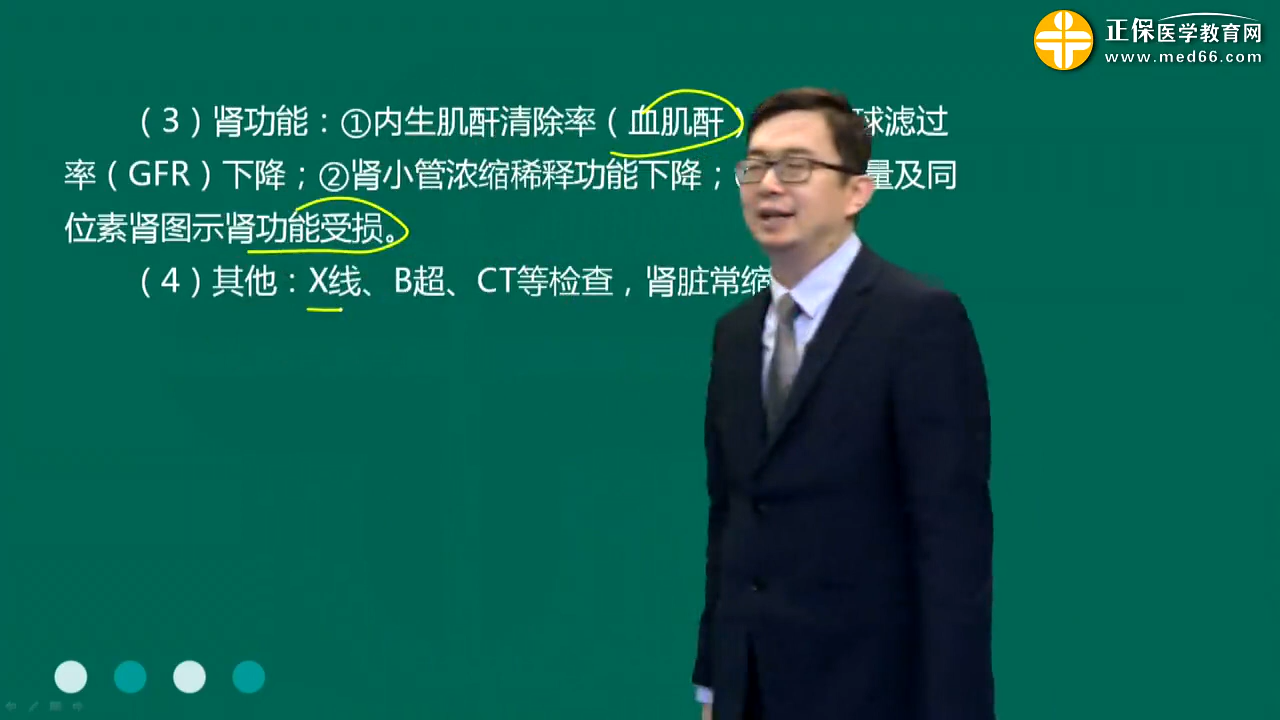 正保医学教育网
www.med66.com
（3）肾功能：①内生肌酐清除率（血肌酐） 球滤过
率（GFR）下降；②肾小管浓缩稀释功能下降； 量及同
位素肾图示肾功能受损。
（4）其他：X线、B超、CT等检查，肾脏常缩